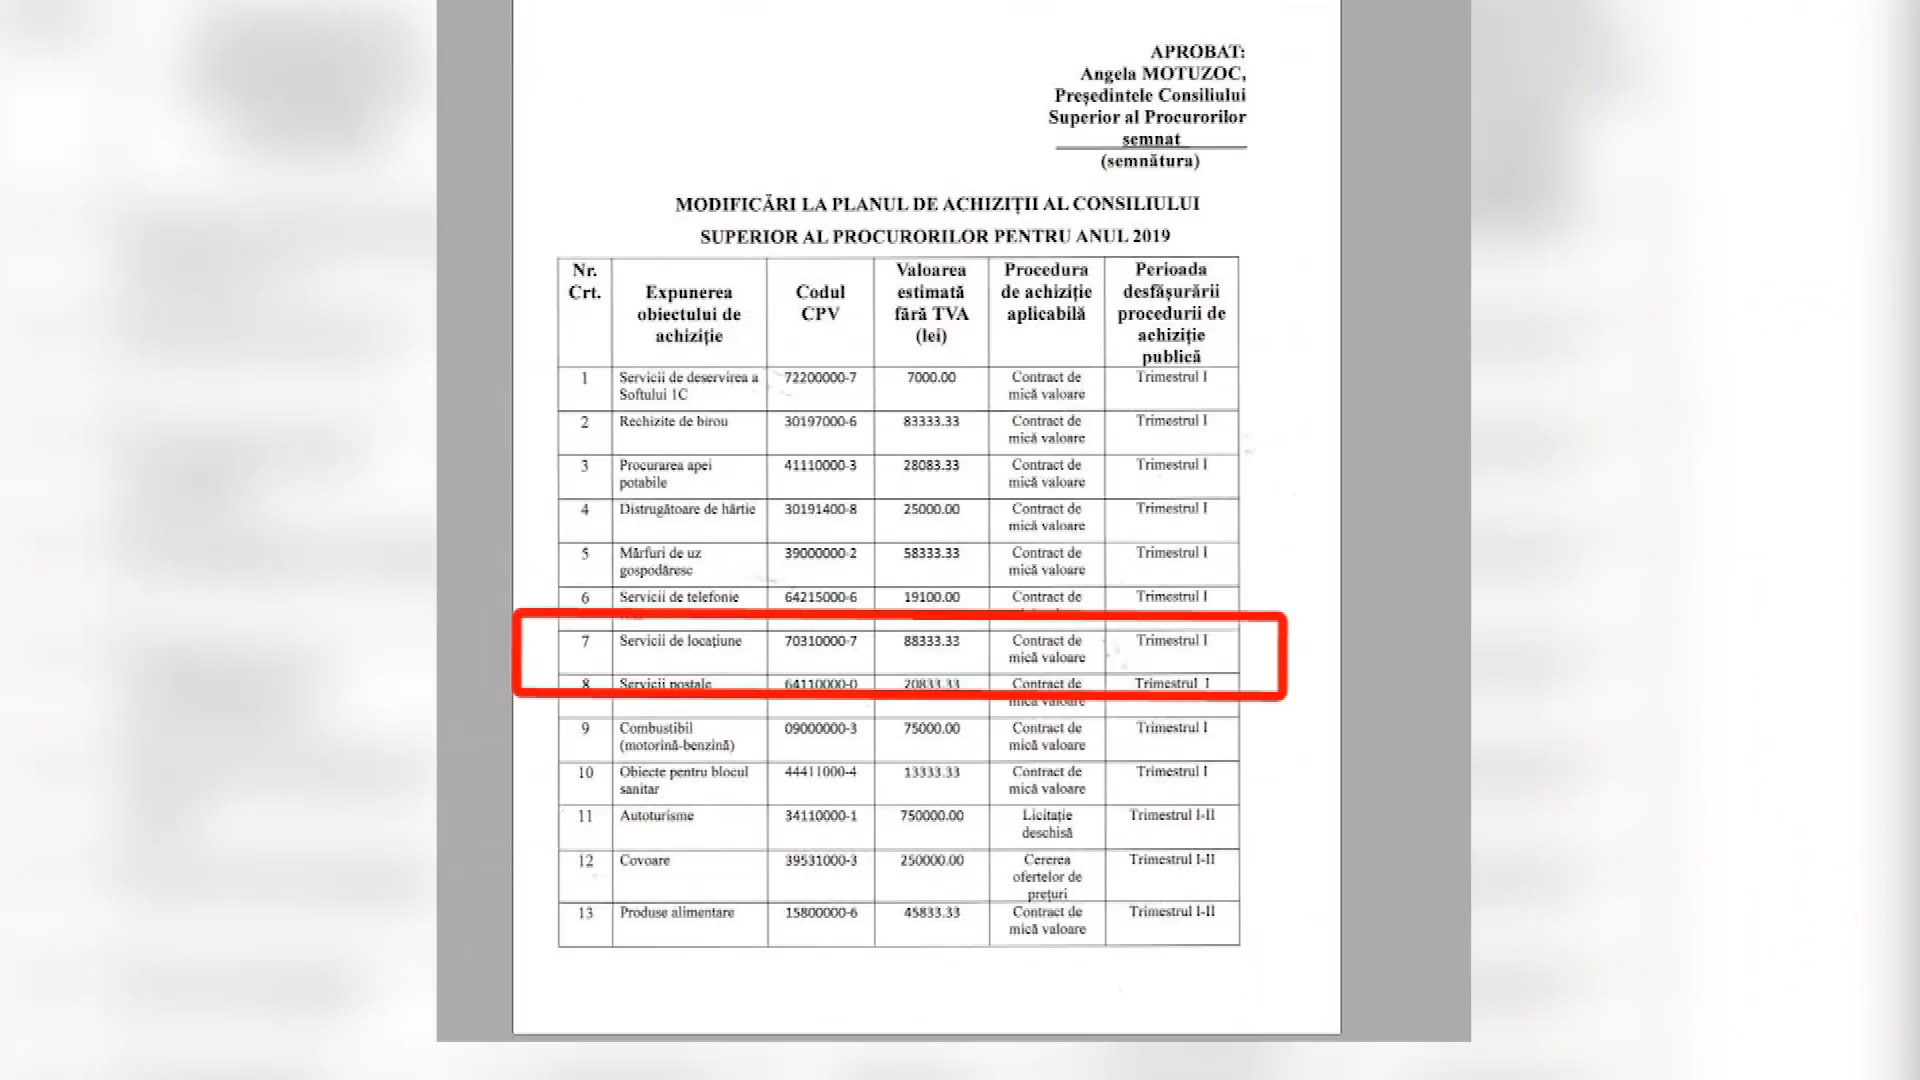 APROBAT:
Angela MOTUZOC,
Președintele Consiliului
Superior al Procurorilor
semnat
(semnătura)
MODIFICĂRI LA PLANUL DE ACHIZIȚII AL CONSILIULUI
SUPERIOR AL PROCURORILOR PENTRU ANUL 2019
Nr. Crt. Expunerea obiectului de achiziție Codul CPV Valoarea estimată fără TVA (lei) Procedura de achiziție aplicabilă Perioada desfășurării procedurii de achiziție publică
1 Servicii de deservirea a Softului 1C 72200000-7 7000.00 Contract de mică valoare Trimestrul I
2 Rechizite de birou 30197000-6 83333.33 Contract de mică valoare Trimestrul I
3 Procurarea apei potabile 41110000-3 28083.33 Contract de mică valoare Trimestrul I
4 Distrugătoare de hârtie 30191400-8 25000.00 Contract de mică valoare Trimestrul I
5 Mărfuri de uz gospodăresc 39000000-2 58333.33 Contract de mică valoare Trimestrul I
6 Servicii de telefonie 64215000-6 19100.00 Contract de Trimestrul I
7 Servicii de locațiune 70310000-7 88333.33 Contract de mică valoare Trimestrul I
8 Servicii postale 64110000-0 20833.33 Contract de mică valoare Trimestrul I
9 Combustibil (motorină-benzină) 09000000-3 75000.00 Contract de mică valoare Trimestrul I
10 Obiecte pentru blocul sanitar 44411000-4 13333.33 Contract de mică valoare Trimestrul I
11 Autoturisme 34110000-1 750000.00 Licitație deschisă Trimestrul I-II
12 Covoare 39531000-3 250000.00 Cererea ofertelor de prețuri Trimestrul I-II
13 Produse alimentare 15800000-6 45833.33 Contract de mică valoare Trimestrul I-II